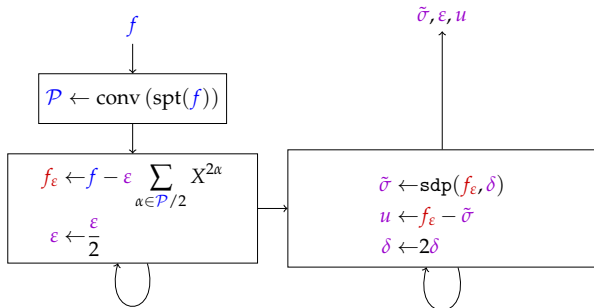 f
𝒫 ← conv (spt(f))
f_ε ← f − ε ∑_{α∈𝒫/2} X^{2α}
ε ← ε/2
σ̃, ε, u
σ̃ ← sdp(f_ε, δ)
u ← f_ε − σ̃
δ ← 2δ